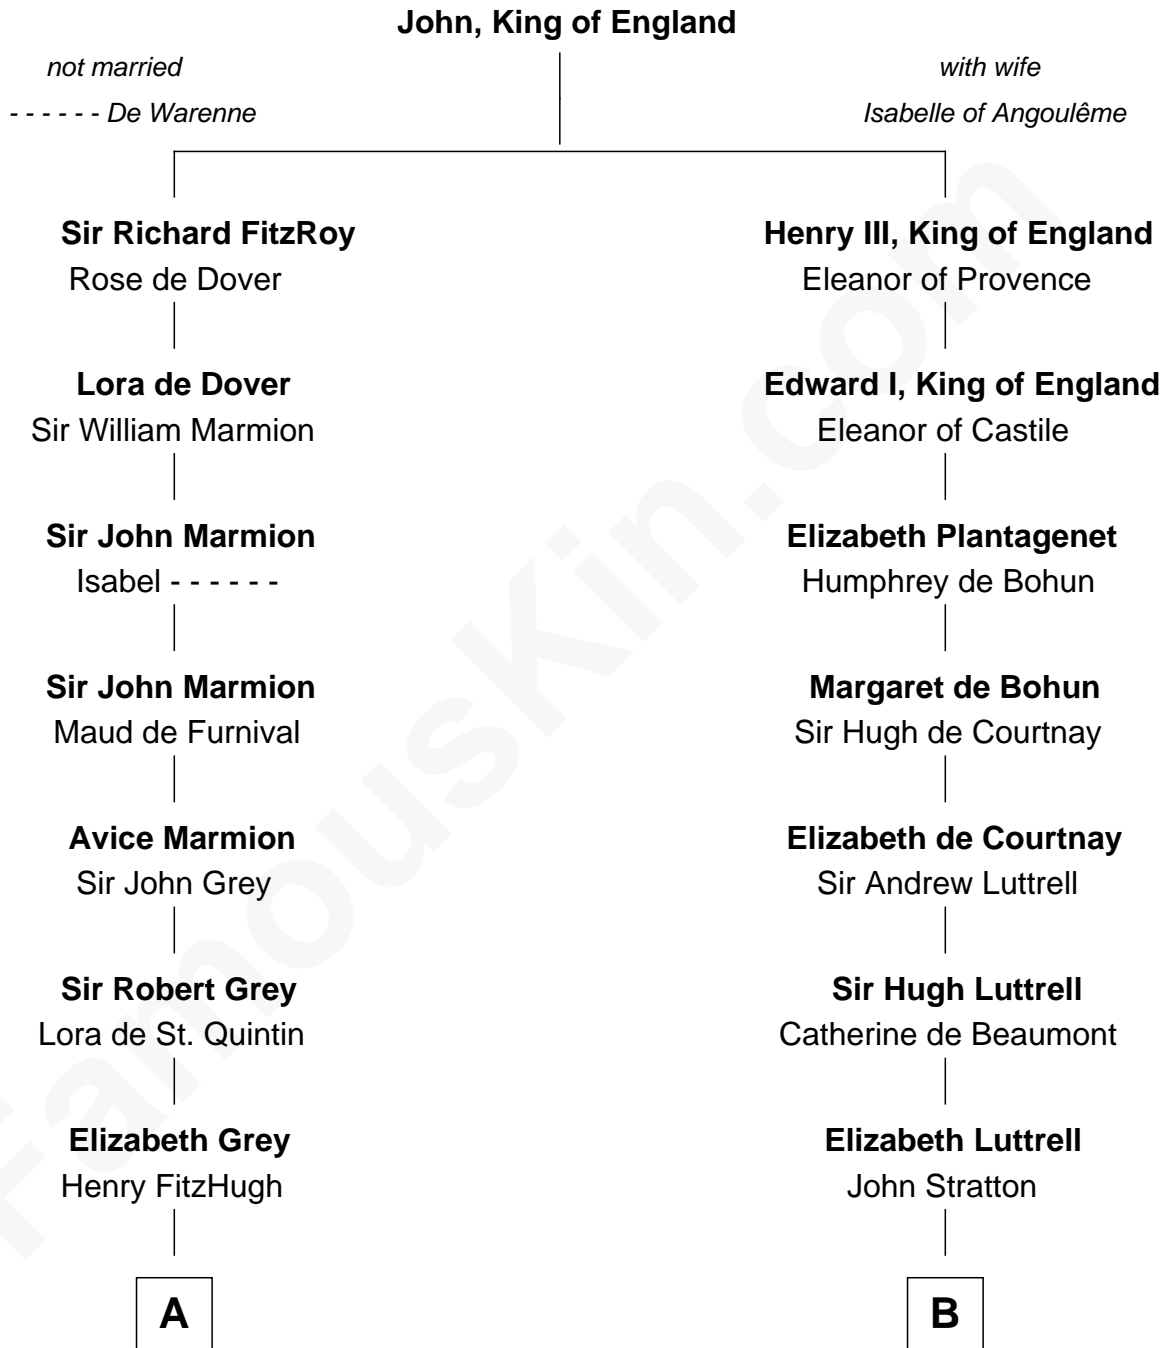 John, King of England
not married
- - - - - - De Warenne
with wife
Isabelle of Angoulême
Sir Richard FitzRoy
Rose de Dover
Henry III, King of England
Eleanor of Provence
Lora de Dover
Sir William Marmion
Edward I, King of England
Eleanor of Castile
Sir John Marmion
Isabel - - - - - -
Elizabeth Plantagenet
Humphrey de Bohun
Sir John Marmion
Maud de Furnival
Margaret de Bohun
Sir Hugh de Courtnay
Avice Marmion
Sir John Grey
Elizabeth de Courtnay
Sir Andrew Luttrell
Sir Robert Grey
Lora de St. Quintin
Sir Hugh Luttrell
Catherine de Beaumont
Elizabeth Grey
Henry FitzHugh
Elizabeth Luttrell
John Stratton
A
B
FamousKin.com